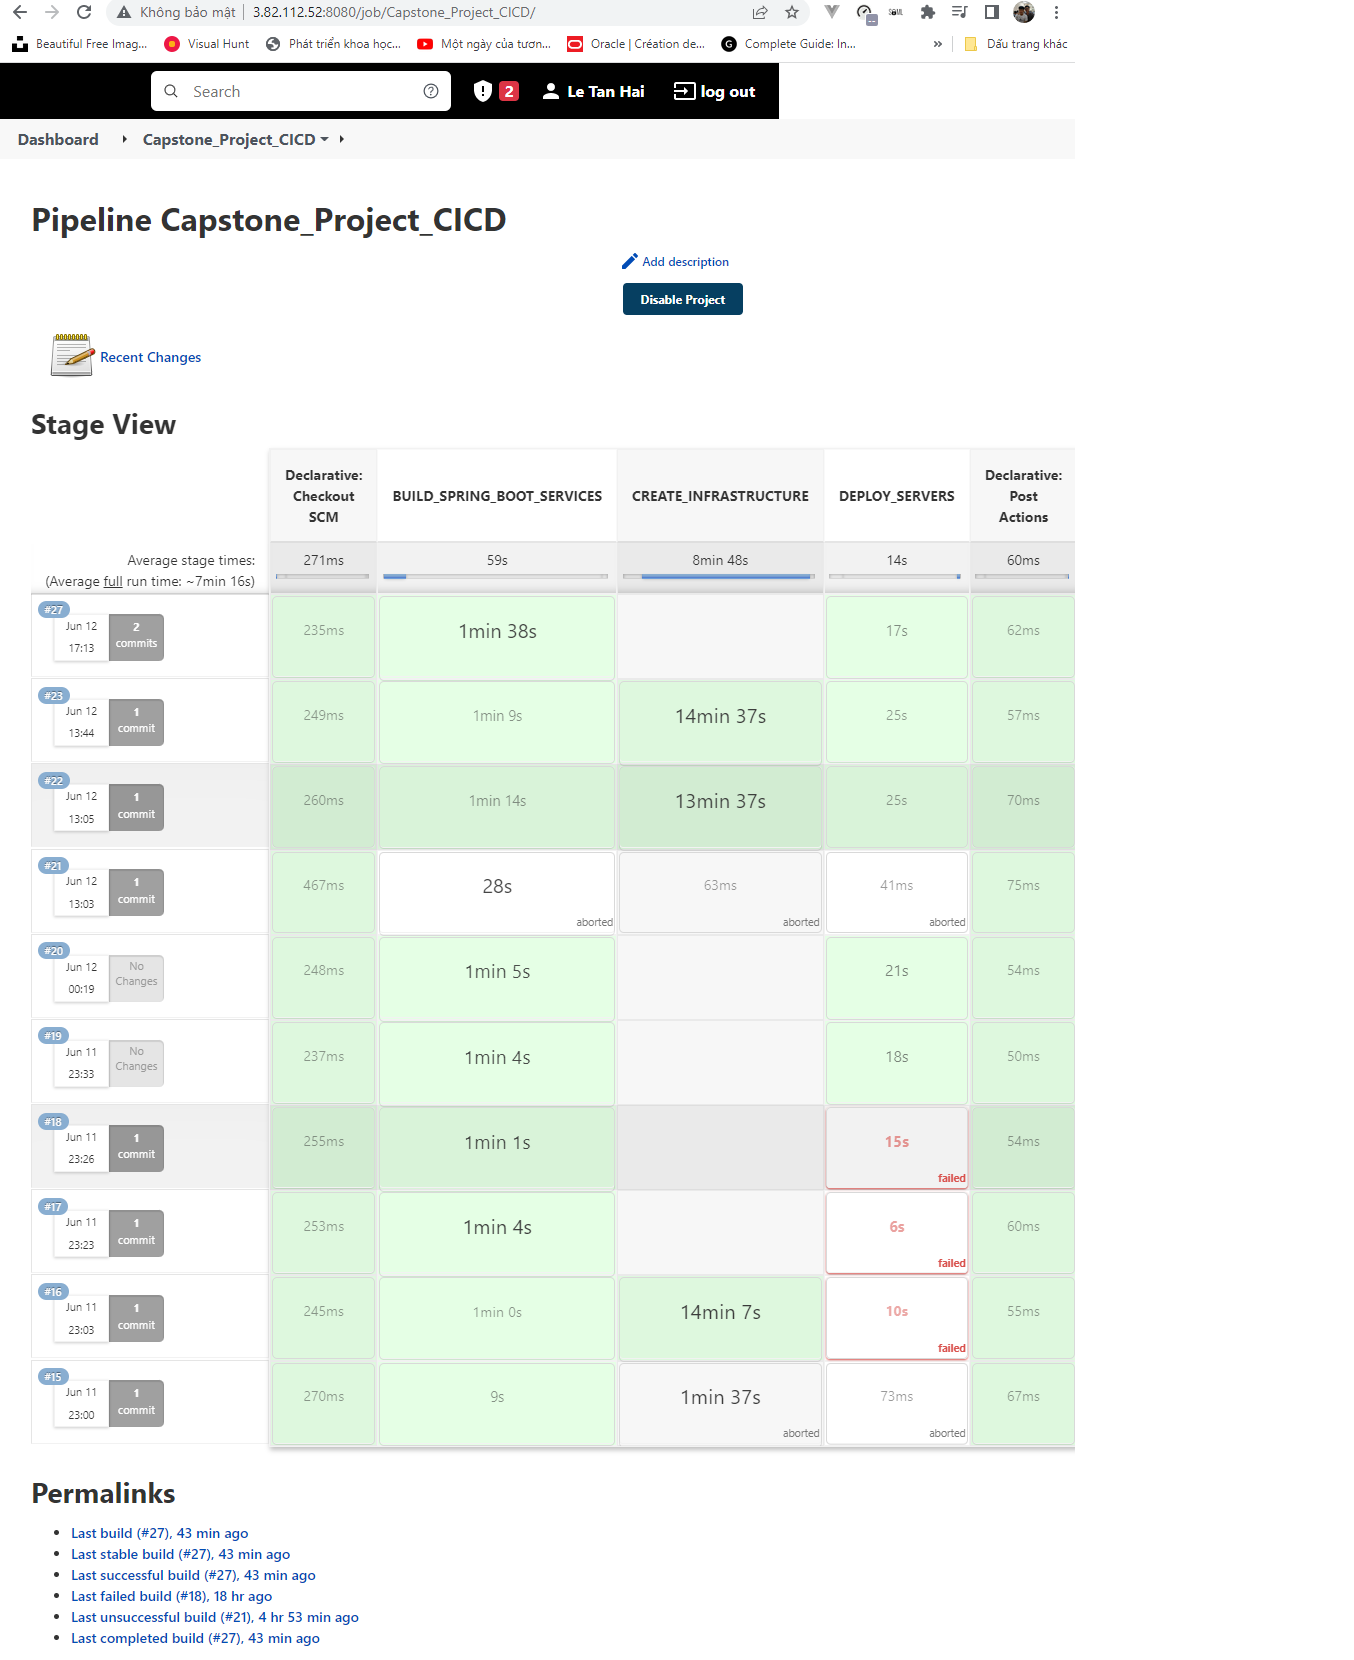 Không bảo mật | 3.82.112.52:8080/job/Capstone_Project_CICD/
Beautiful Free Imag... Visual Hunt Phát triển khoa học... Một ngày của tươn... Oracle | Création de... Complete Guide: In... » Dấu trang khác
Search 2 Le Tan Hai log out
Dashboard Capstone_Project_CICD
Pipeline Capstone_Project_CICD
Add description
Disable Project
Recent Changes
Stage View
Declarative: Checkout SCM BUILD_SPRING_BOOT_SERVICES CREATE_INFRASTRUCTURE DEPLOY_SERVERS Declarative: Post Actions
Average stage times: 271ms 59s 8min 48s 14s 60ms
(Average full run time: ~7min 16s)
#27
Jun 12 17:13 2 commits 235ms 1min 38s 17s 62ms
#23
Jun 12 13:44 1 commit 249ms 1min 9s 14min 37s 25s 57ms
#22
Jun 12 13:05 1 commit 260ms 1min 14s 13min 37s 25s 70ms
#21
Jun 12 13:03 1 commit 467ms 28s 63ms 41ms 75ms
aborted aborted aborted
#20
Jun 12 00:19 No Changes 248ms 1min 5s 21s 54ms
#19
Jun 11 23:33 No Changes 237ms 1min 4s 18s 50ms
#18
Jun 11 23:26 1 commit 255ms 1min 1s 15s 54ms
failed
#17
Jun 11 23:23 1 commit 253ms 1min 4s 6s 60ms
failed
#16
Jun 11 23:03 1 commit 245ms 1min 0s 14min 7s 10s 55ms
failed
#15
Jun 11 23:00 1 commit 270ms 9s 1min 37s 73ms 67ms
aborted aborted
Permalinks
Last build (#27), 43 min ago
Last stable build (#27), 43 min ago
Last successful build (#27), 43 min ago
Last failed build (#18), 18 hr ago
Last unsuccessful build (#21), 4 hr 53 min ago
Last completed build (#27), 43 min ago